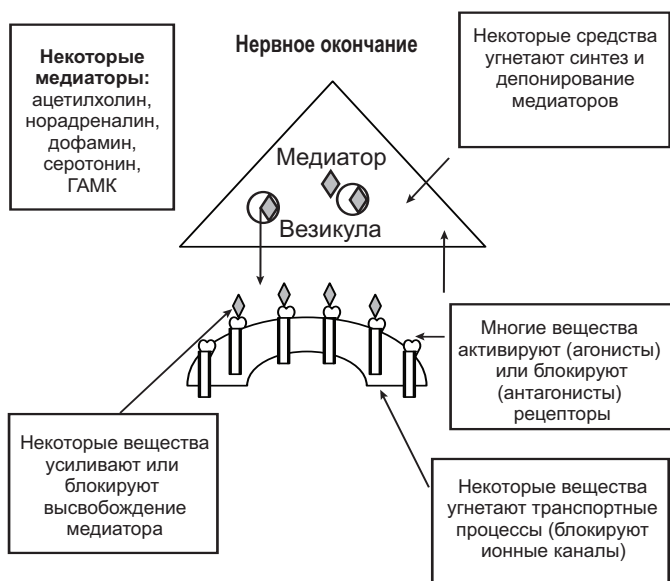 Некоторые
медиаторы:
ацетилхолин,
норадреналин,
дофамин,
серотонин,
ГАМК
Нервное окончание
Некоторые средства
угнетают синтез и
депонирование
медиаторов
Медиатор
Везикула
Многие вещества
активируют (агонисты)
или блокируют
(антагонисты)
рецепторы
Некоторые вещества
усиливают или
блокируют
высвобождение
медиатора
Некоторые вещества
угнетают транспортные
процессы (блокируют
ионные каналы)